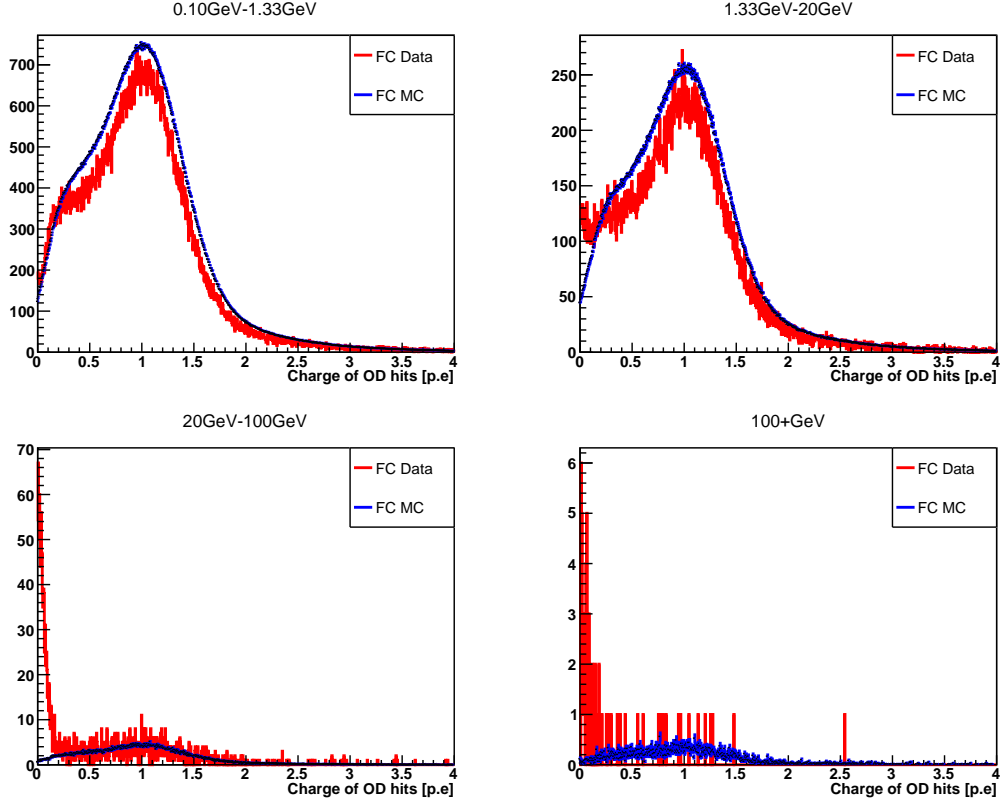 0.10GeV-1.33GeV
700
600
500
400
300
200
100
0
0 0.5 1 1.5 2 2.5 3 3.5 4
Charge of OD hits [p.e]
FC Data
FC MC
1.33GeV-20GeV
250
200
150
100
50
0
0 0.5 1 1.5 2 2.5 3 3.5 4
Charge of OD hits [p.e]
FC Data
FC MC
20GeV-100GeV
70
60
50
40
30
20
10
0
0 0.5 1 1.5 2 2.5 3 3.5 4
Charge of OD hits [p.e]
FC Data
FC MC
100+GeV
6
5
4
3
2
1
0
0 0.5 1 1.5 2 2.5 3 3.5 4
Charge of OD hits [p.e]
FC Data
FC MC